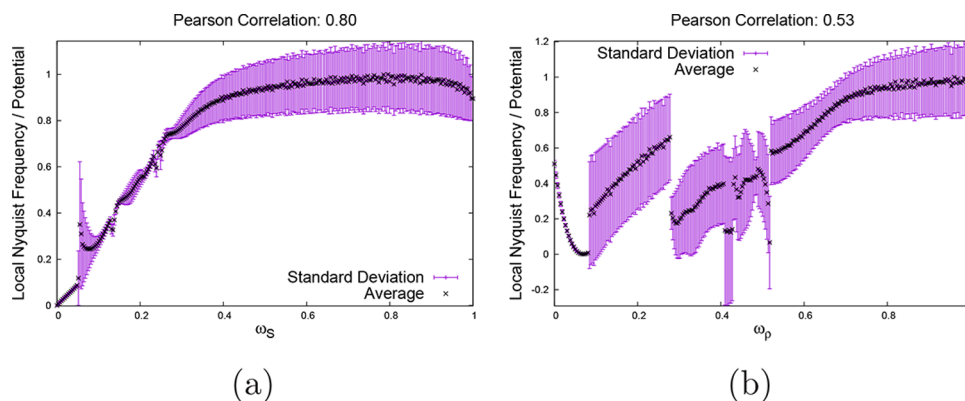 Pearson Correlation: 0.80
Local Nyquist Frequency / Potential
1
0.8
0.6
0.4
0.2
0
Standard Deviation
Average
0 0.2 0.4 0.6 0.8 1
ω_S
(a)
Pearson Correlation: 0.53
Local Nyquist Frequency / Potential
1.2
1
0.8
0.6
0.4
0.2
0
-0.2
Standard Deviation
Average
0 0.2 0.4 0.6 0.8
ω_ρ
(b)